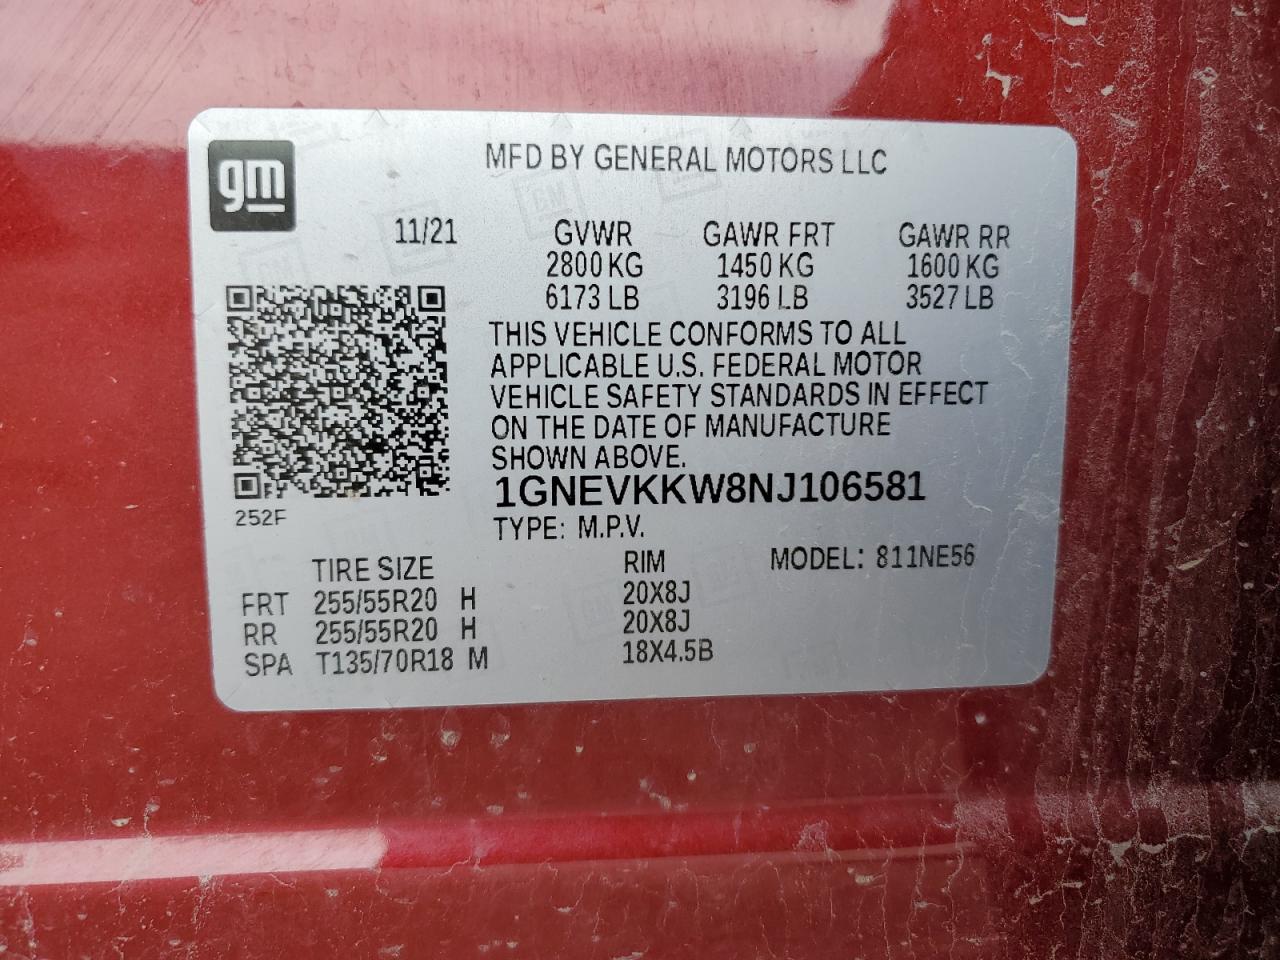 gm
MFD BY GENERAL MOTORS LLC
11/21
GVWR GAWR FRT GAWR RR
2800 KG 1450 KG 1600 KG
6173 LB 3196 LB 3527 LB
THIS VEHICLE CONFORMS TO ALL
APPLICABLE U.S. FEDERAL MOTOR
VEHICLE SAFETY STANDARDS IN EFFECT
ON THE DATE OF MANUFACTURE
SHOWN ABOVE.
1GNEVKKW8NJ106581
252F
TYPE: M.P.V.
TIRE SIZE RIM MODEL: 811NE56
FRT 255/55R20 H 20X8J
RR 255/55R20 H 20X8J
SPA T135/70R18 M 18X4.5B